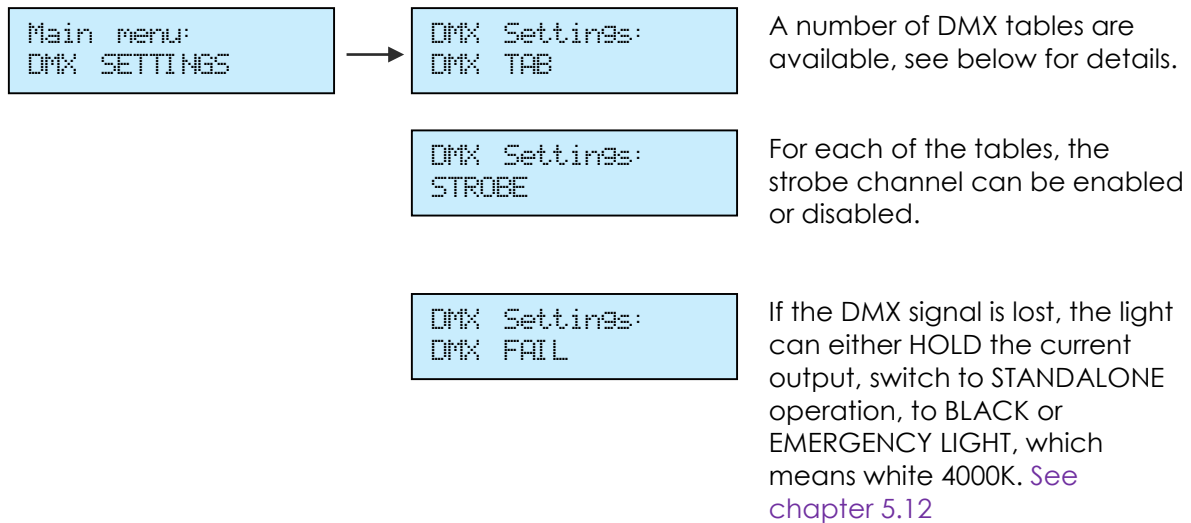 Main menu:
DMX SETTINGS
DMX Settings:
DMX TAB
A number of DMX tables are
available, see below for details.
DMX Settings:
STROBE
For each of the tables, the
strobe channel can be enabled
or disabled.
DMX Settings:
DMX FAIL
If the DMX signal is lost, the light
can either HOLD the current
output, switch to STANDALONE
operation, to BLACK or
EMERGENCY LIGHT, which
means white 4000K. See
chapter 5.12